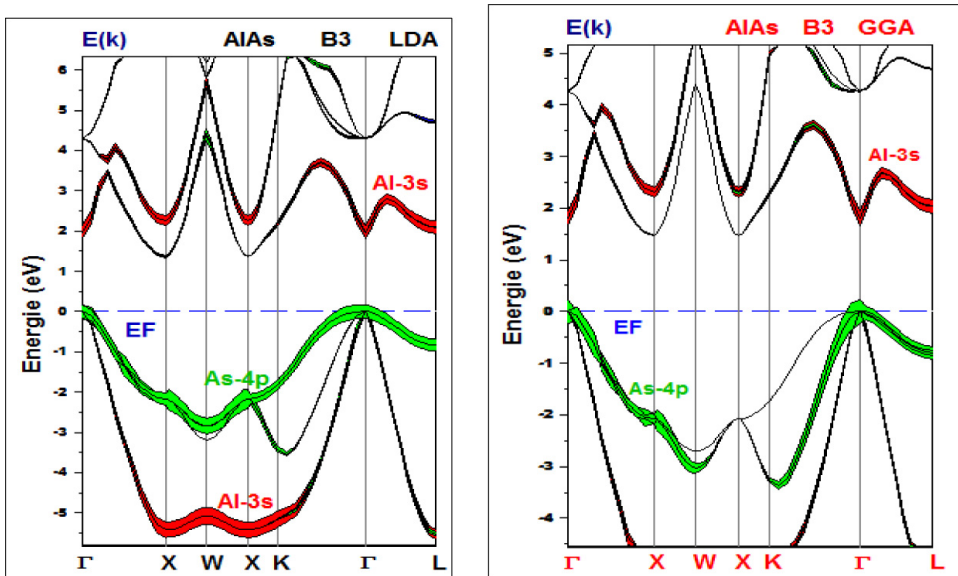 E(k) AlAs B3 LDA
Energie (eV)
6
5
4
3
2
1
0
-1
-2
-3
-4
-5
Al-3s
EF
As-4p
Al-3s
Γ X W X K Γ L
E(k) AlAs B3 GGA
Energie (eV)
5
4
3
2
1
0
-1
-2
-3
-4
Al-3s
EF
As-4p
Γ X W X K Γ L